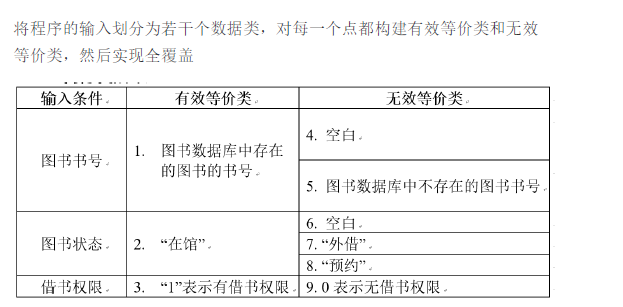 将程序的输入划分为若干个数据类，对每一个点都构建有效等价类和无效
等价类，然后实现全覆盖
输入条件 有效等价类 无效等价类
图书书号 1. 图书数据库中存在的图书的书号 4. 空白
5. 图书数据库中不存在的图书书号
图书状态 2. “在馆” 6. 空白
7. “外借”
8. “预约”
借书权限 3. “1”表示有借书权限 9. 0 表示无借书权限